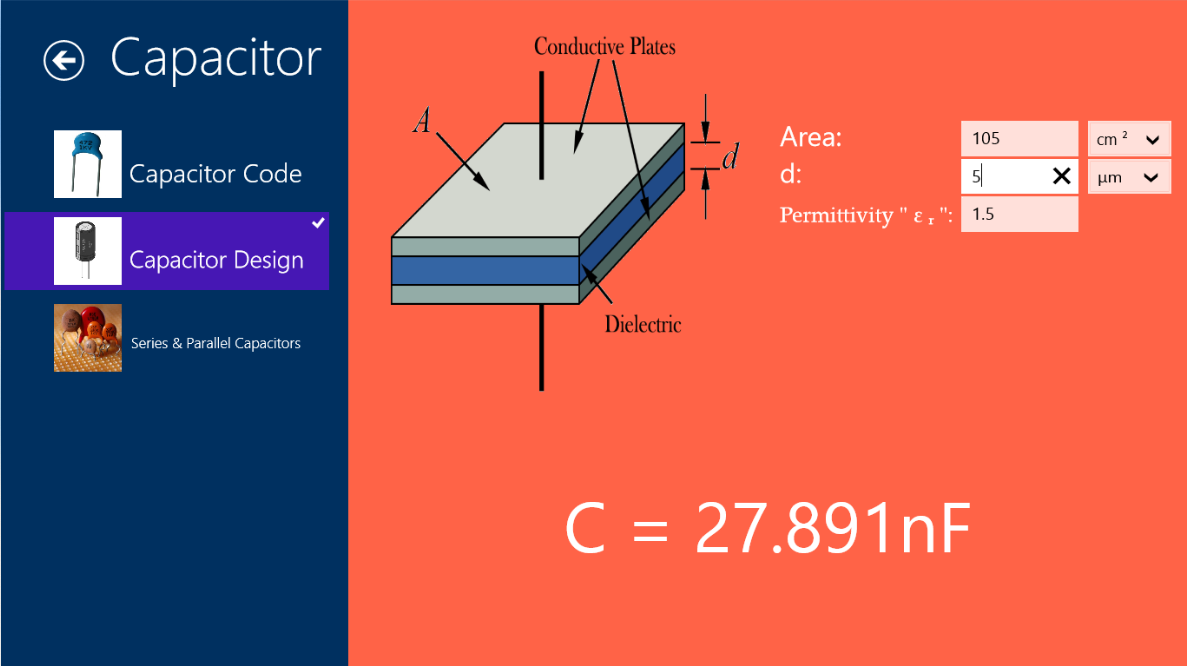 Capacitor
Capacitor Code
Capacitor Design
Series & Parallel Capacitors
Conductive Plates
A
d
Dielectric
Area: 105 cm ²
d: 5 µm
Permittivity " ε r ": 1.5
C = 27.891nF